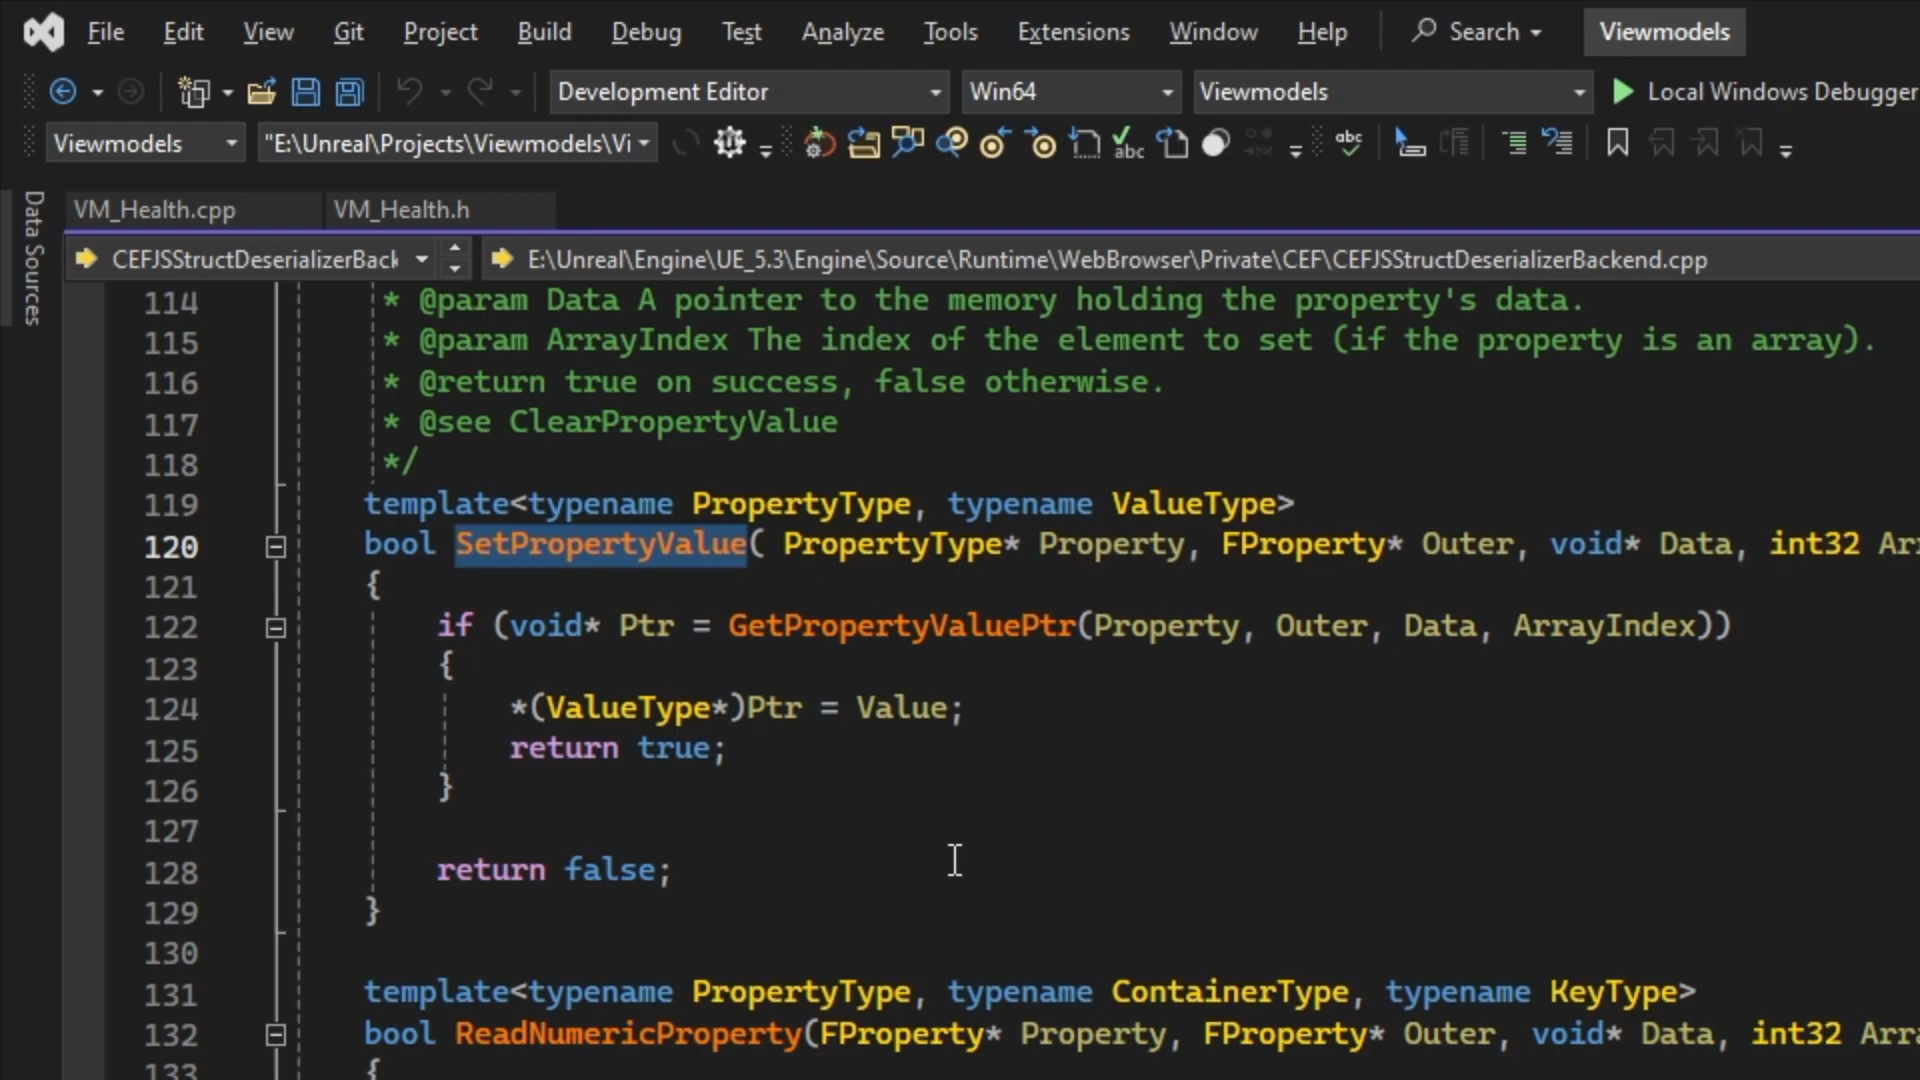 File Edit View Git Project Build Debug Test Analyze Tools Extensions Window Help Search Viewmodels
Development Editor Win64 Viewmodels Local Windows Debugger
Viewmodels "E:\Unreal\Projects\Viewmodels\Vi abc abc
Data Sources
VM_Health.cpp VM_Health.h
CEFJSStructDeserializerBack E:\Unreal\Engine\UE_5.3\Engine\Source\Runtime\WebBrowser\Private\CEF\CEFJSStructDeserializerBackend.cpp
114 * @param Data A pointer to the memory holding the property's data.
115 * @param ArrayIndex The index of the element to set (if the property is an array).
116 * @return true on success, false otherwise.
117 * @see ClearPropertyValue
118 */
119 template<typename PropertyType, typename ValueType>
120 bool SetPropertyValue( PropertyType* Property, FProperty* Outer, void* Data, int32 Arr
121 {
122 if (void* Ptr = GetPropertyValuePtr(Property, Outer, Data, ArrayIndex))
123 {
124 *(ValueType*)Ptr = Value;
125 return true;
126 }
127
128 return false;
129 }
130
131 template<typename PropertyType, typename ContainerType, typename KeyType>
132 bool ReadNumericProperty(FProperty* Property, FProperty* Outer, void* Data, int32 Arra
133 {